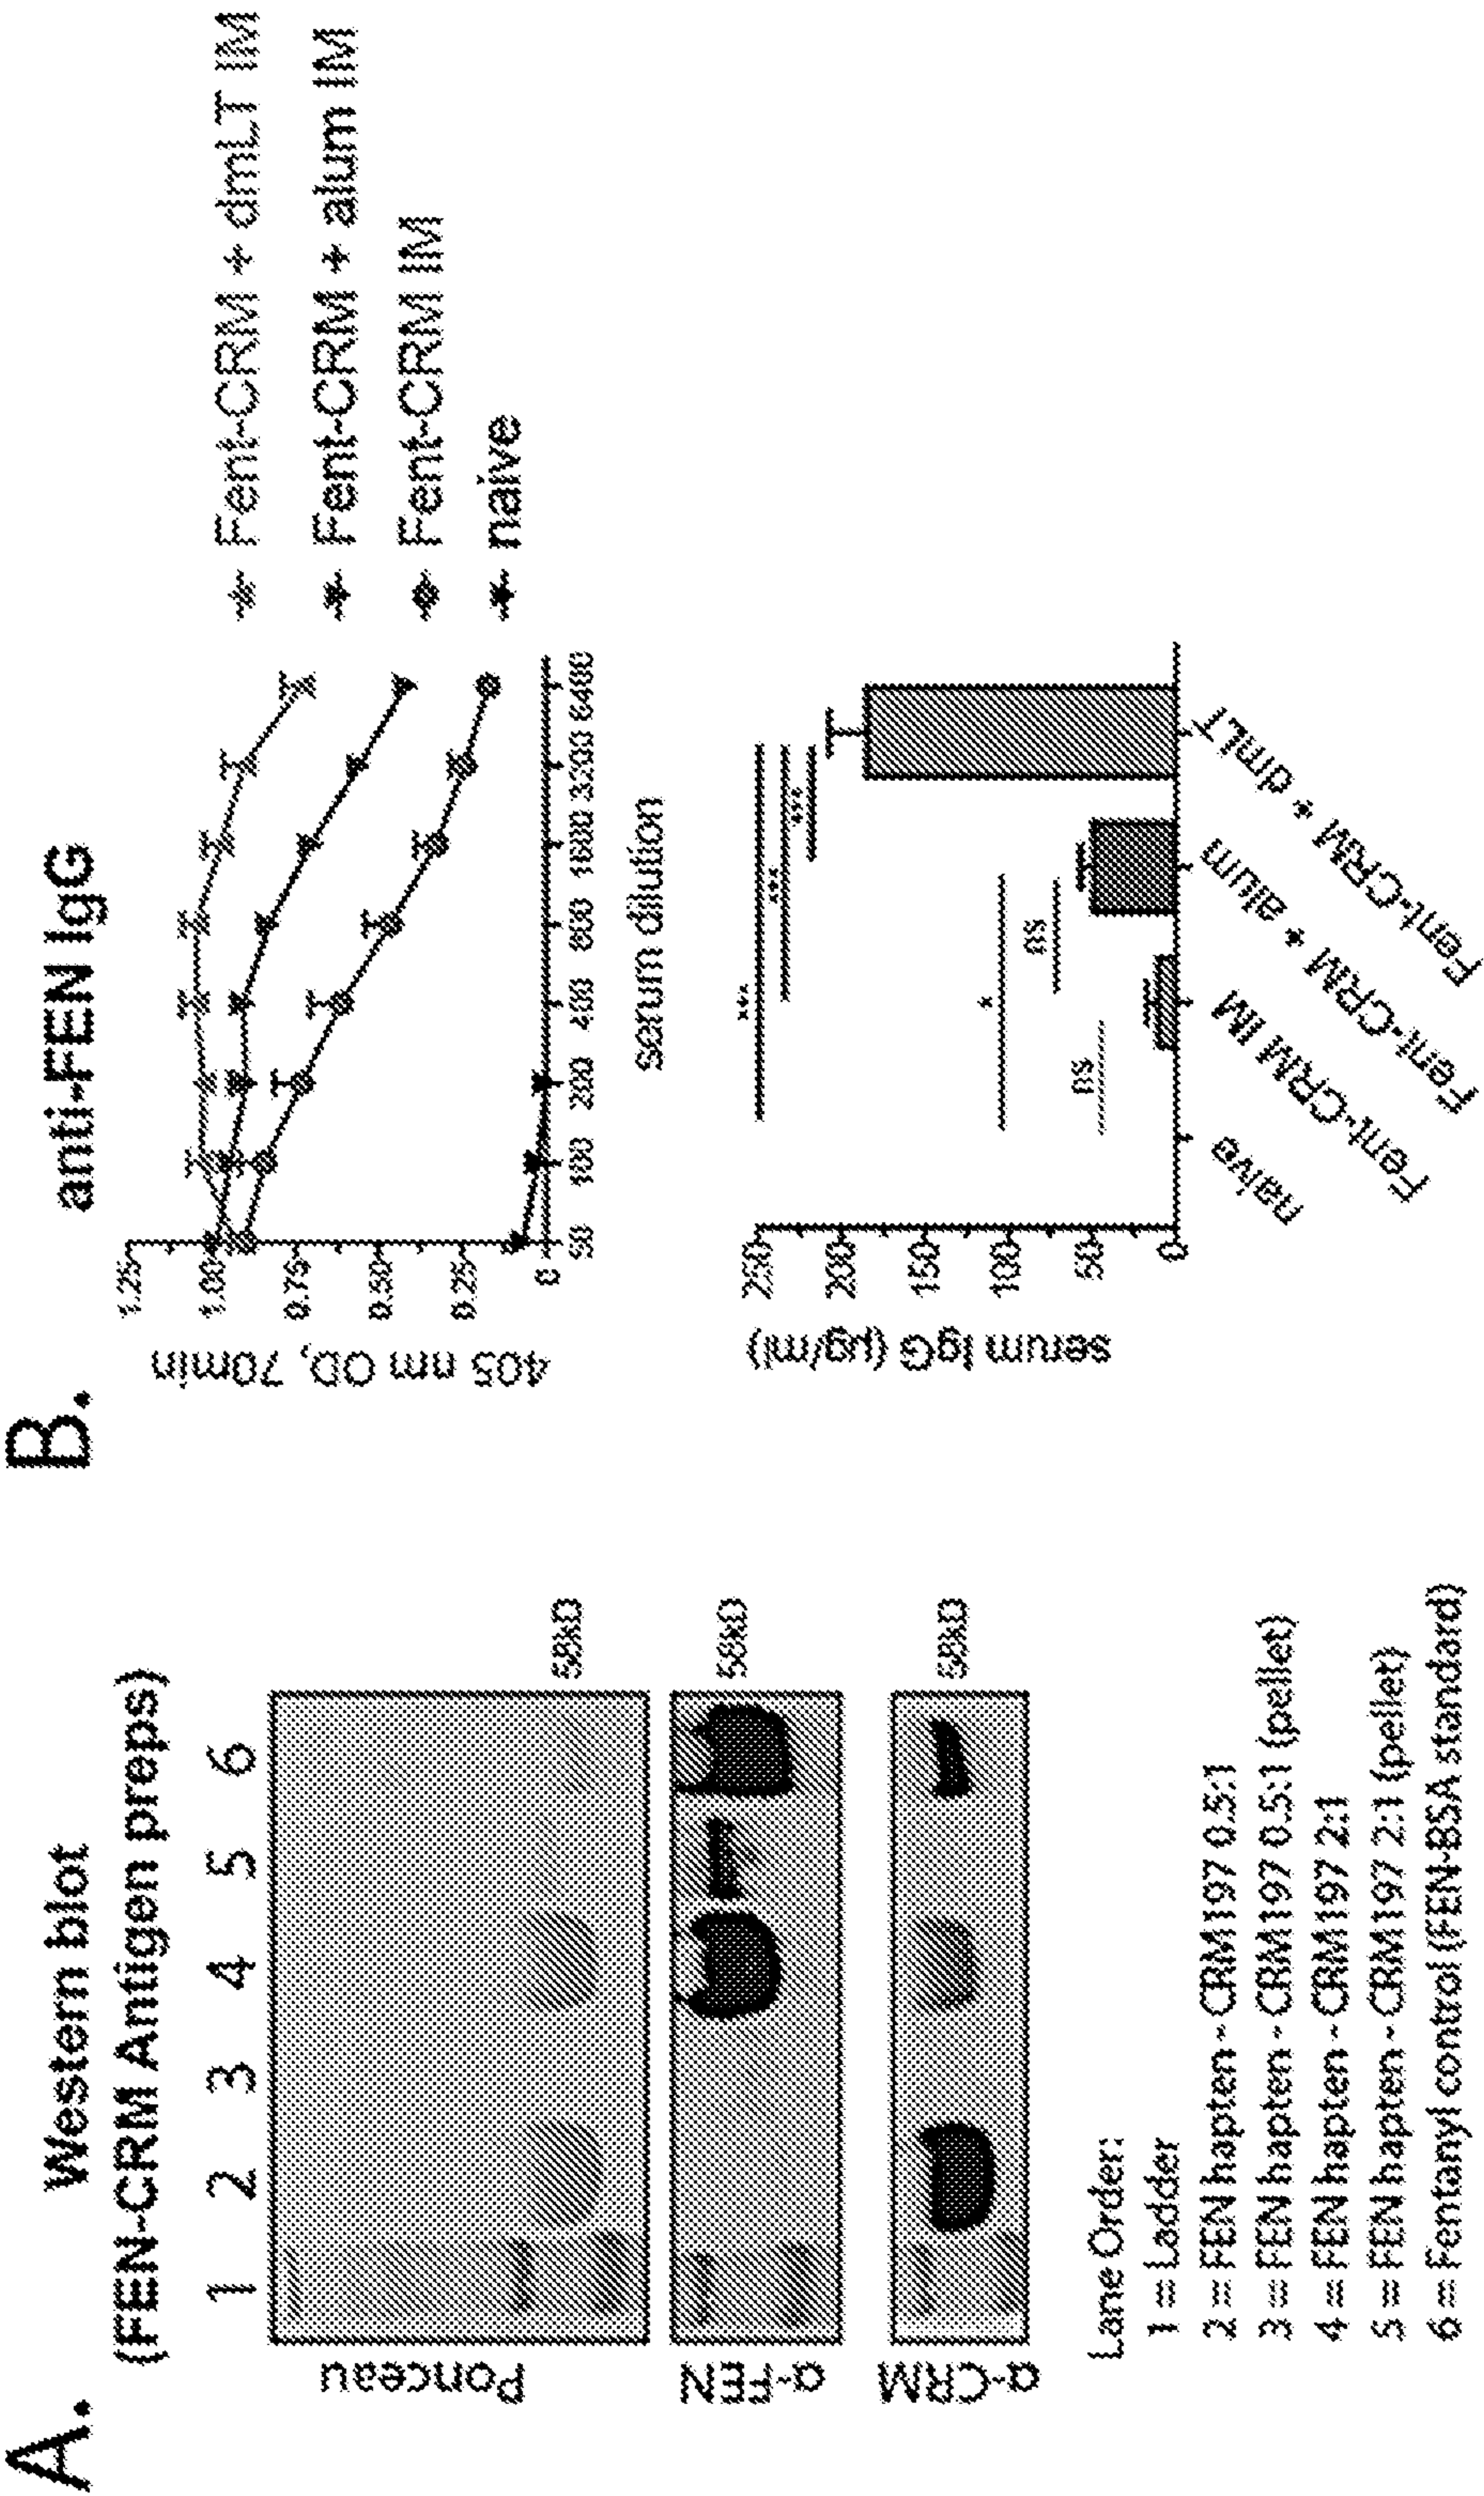 A.
Western blot
(FEN-CRM Antigen preps)
1 2 3 4 5 6
Ponceau
58kD
α-FEN
58kD
α-CRM
58kD
Lane Order:
1 = Ladder
2 = FEN hapten - CRM197 0.5:1
3 = FEN hapten - CRM197 0.5:1 (pellet)
4 = FEN hapten - CRM197 2:1
5 = FEN hapten - CRM197 2:1 (pellet)
6 = Fentanyl control (FEN-BSA standard)
B.
anti-FEN IgG
405 nm OD, 70min
1.25
1.00
0.75
0.50
0.25
0
50 100 200 400 800 1600 3200 6400
serum dilution
Fent-CRM + dmLT IM
Fent-CRM + alum IM
Fent-CRM IM
naive
serum IgG (µg/ml)
250
200
150
100
50
0
***
***
***
*
ns
ns
naive
Fent-CRM IM
Fent-CRM + alum
Fent-CRM + dmLT